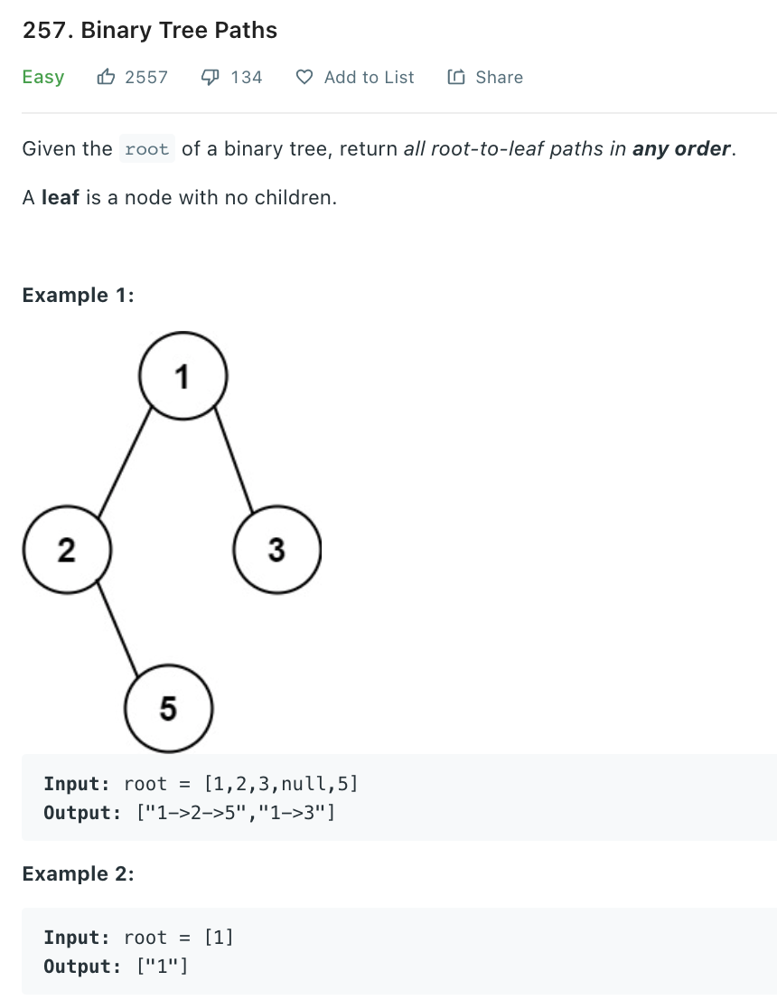 257. Binary Tree Paths
Easy 2557 134 Add to List Share
Given the root of a binary tree, return all root-to-leaf paths in any order.
A leaf is a node with no children.
Example 1:
1
2 3
5
Input: root = [1,2,3,null,5]
Output: ["1->2->5","1->3"]
Example 2:
Input: root = [1]
Output: ["1"]